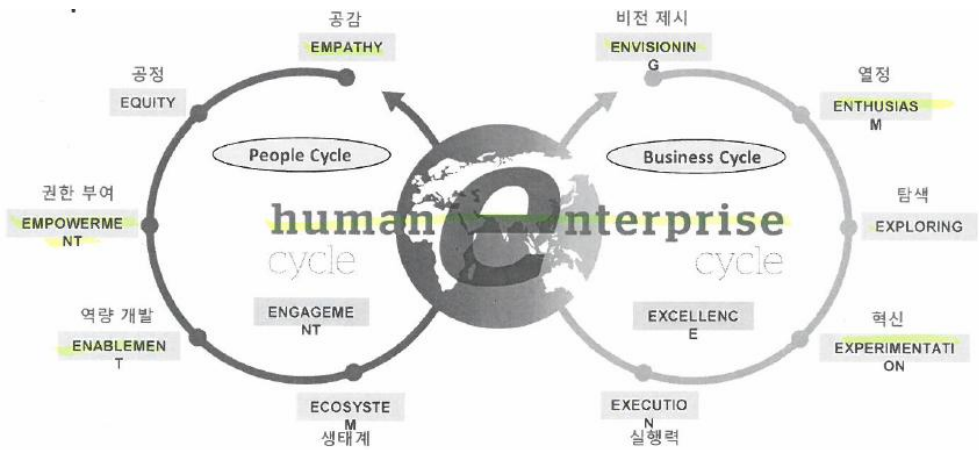 공감
EMPATHY
비전 제시
ENVISIONIN
G
공정
EQUITY
열정
ENTHUSIAS
M
People Cycle
Business Cycle
권한 부여
EMPOWERME
NT
탐색
EXPLORING
human enterprise
cycle
cycle
ENGAGEME
NT
EXCELLENC
E
역량 개발
ENABLEMEN
T
혁신
EXPERIMENTATI
ON
ECOSYSTE
M
생태계
EXECUTIO
N
실행력